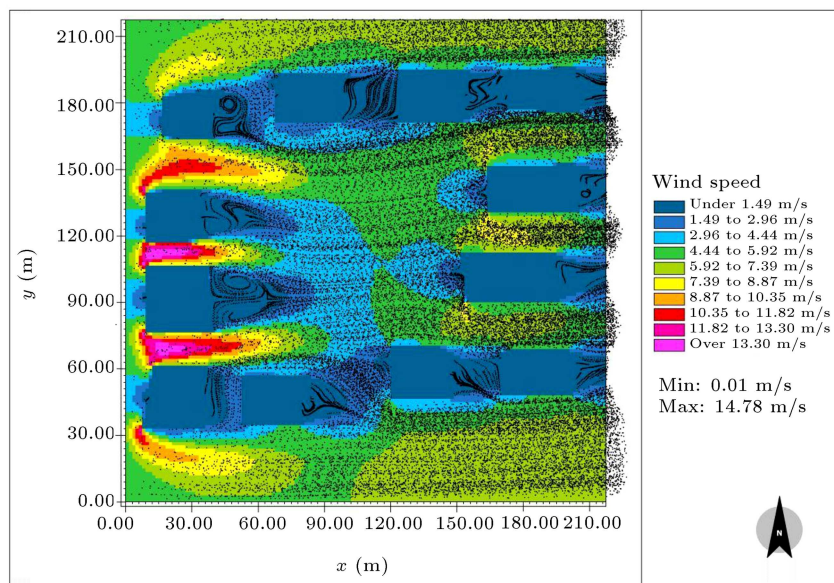 210.00
180.00
150.00
120.00
90.00
60.00
30.00
0.00
y (m)
0.00 30.00 60.00 90.00 120.00 150.00 180.00 210.00
x (m)
Wind speed
Under 1.49 m/s
1.49 to 2.96 m/s
2.96 to 4.44 m/s
4.44 to 5.92 m/s
5.92 to 7.39 m/s
7.39 to 8.87 m/s
8.87 to 10.35 m/s
10.35 to 11.82 m/s
11.82 to 13.30 m/s
Over 13.30 m/s
Min: 0.01 m/s
Max: 14.78 m/s
N